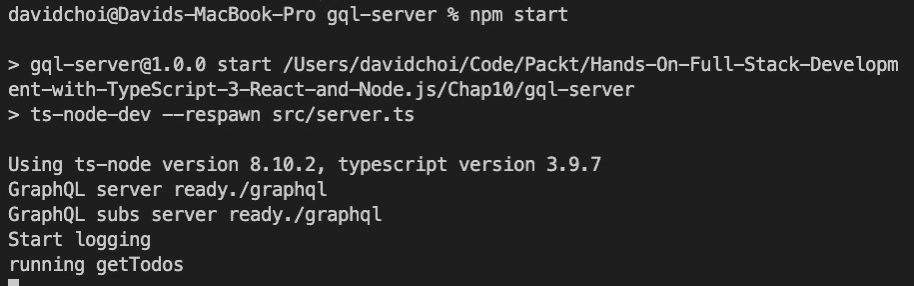 davidchoi@Davids-MacBook-Pro gql-server % npm start
> gql-server@1.0.0 start /Users/davidchoi/Code/Packt/Hands-On-Full-Stack-Developm
ent-with-TypeScript-3-React-and-Node.js/Chap10/gql-server
> ts-node-dev --respawn src/server.ts
Using ts-node version 8.10.2, typescript version 3.9.7
GraphQL server ready./graphql
GraphQL subs server ready./graphql
Start logging
running getTodos